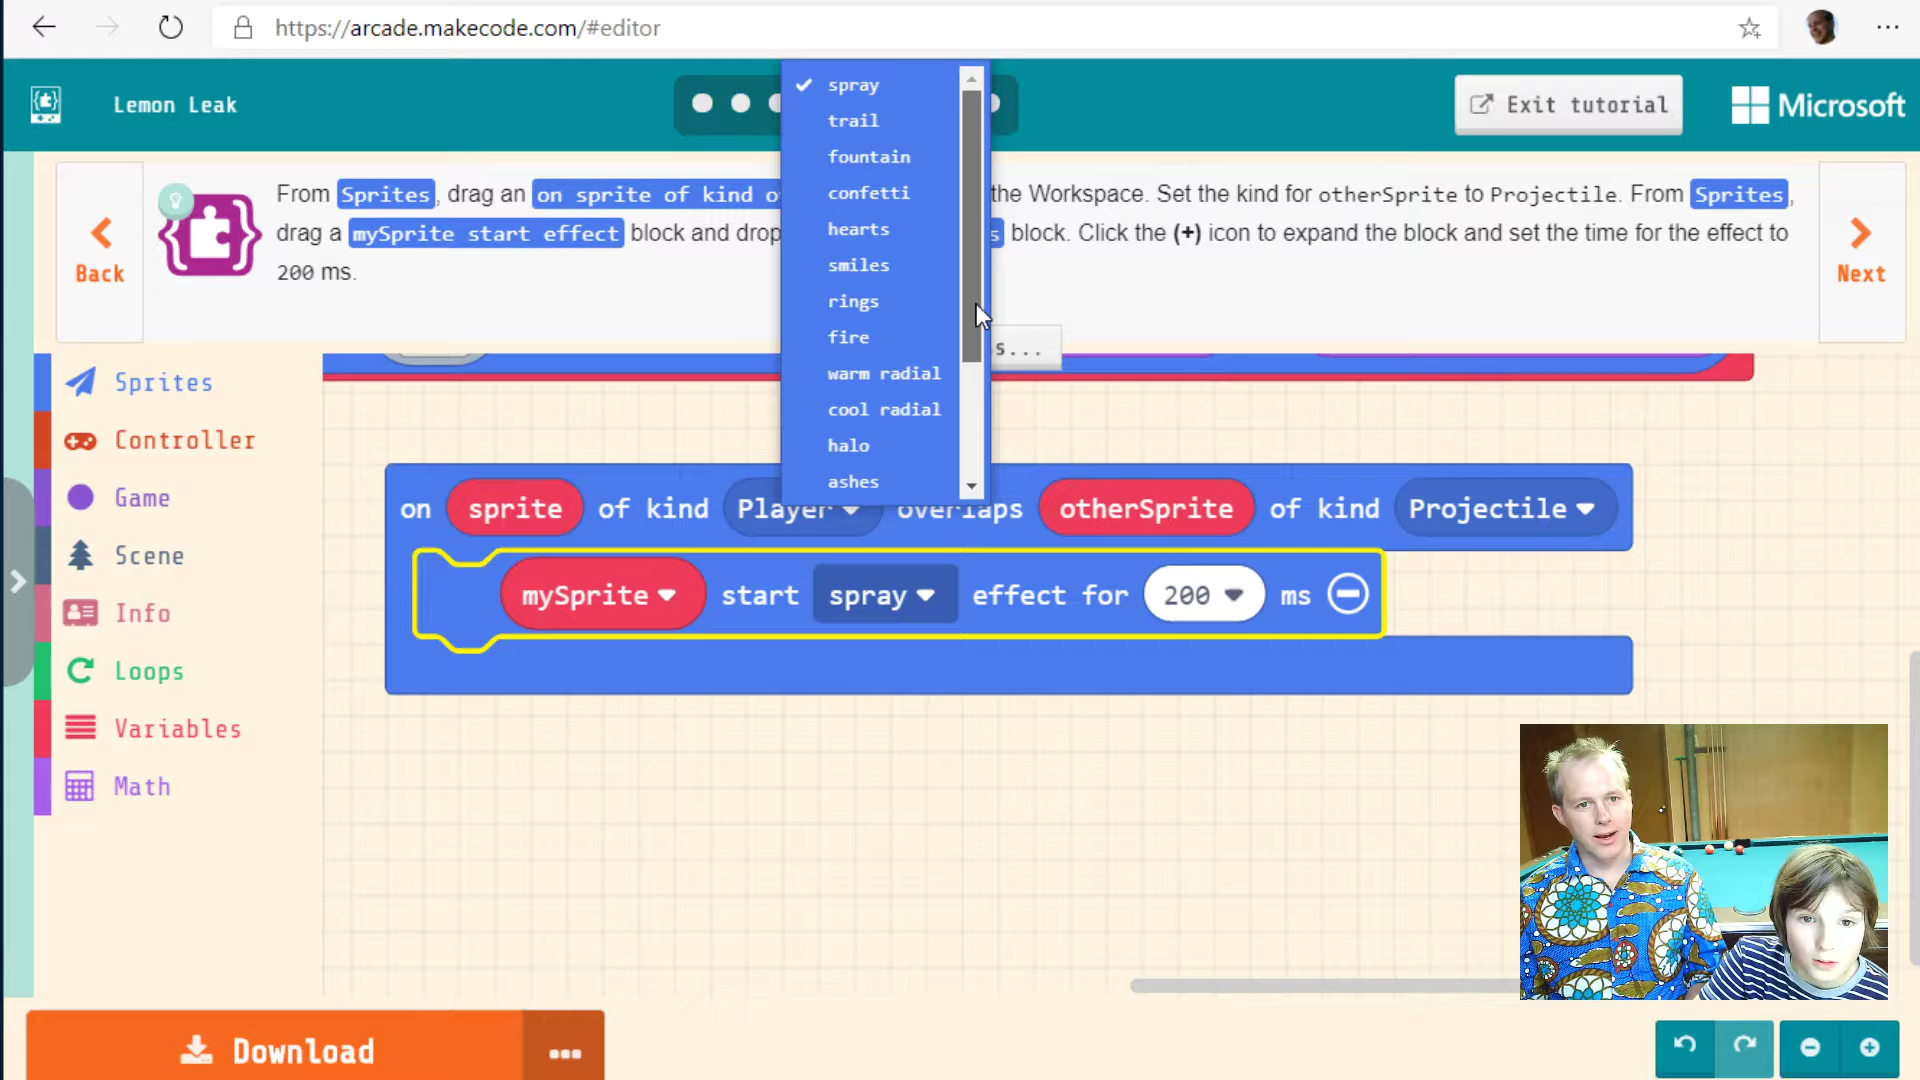 https://arcade.makecode.com/#editor
Lemon Leak
Exit tutorial
Microsoft
Back
From Sprites, drag an on sprite of kind o the Workspace. Set the kind for otherSprite to Projectile. From Sprites,
drag a mySprite start effect block and drop s block. Click the (+) icon to expand the block and set the time for the effect to
200 ms.
Next
spray
trail
fountain
confetti
hearts
smiles
rings
fire
warm radial
cool radial
halo
ashes
s...
Sprites
Controller
Game
Scene
Info
Loops
Variables
Math
on sprite of kind Player overlaps otherSprite of kind Projectile
mySprite start spray effect for 200 ms
Download